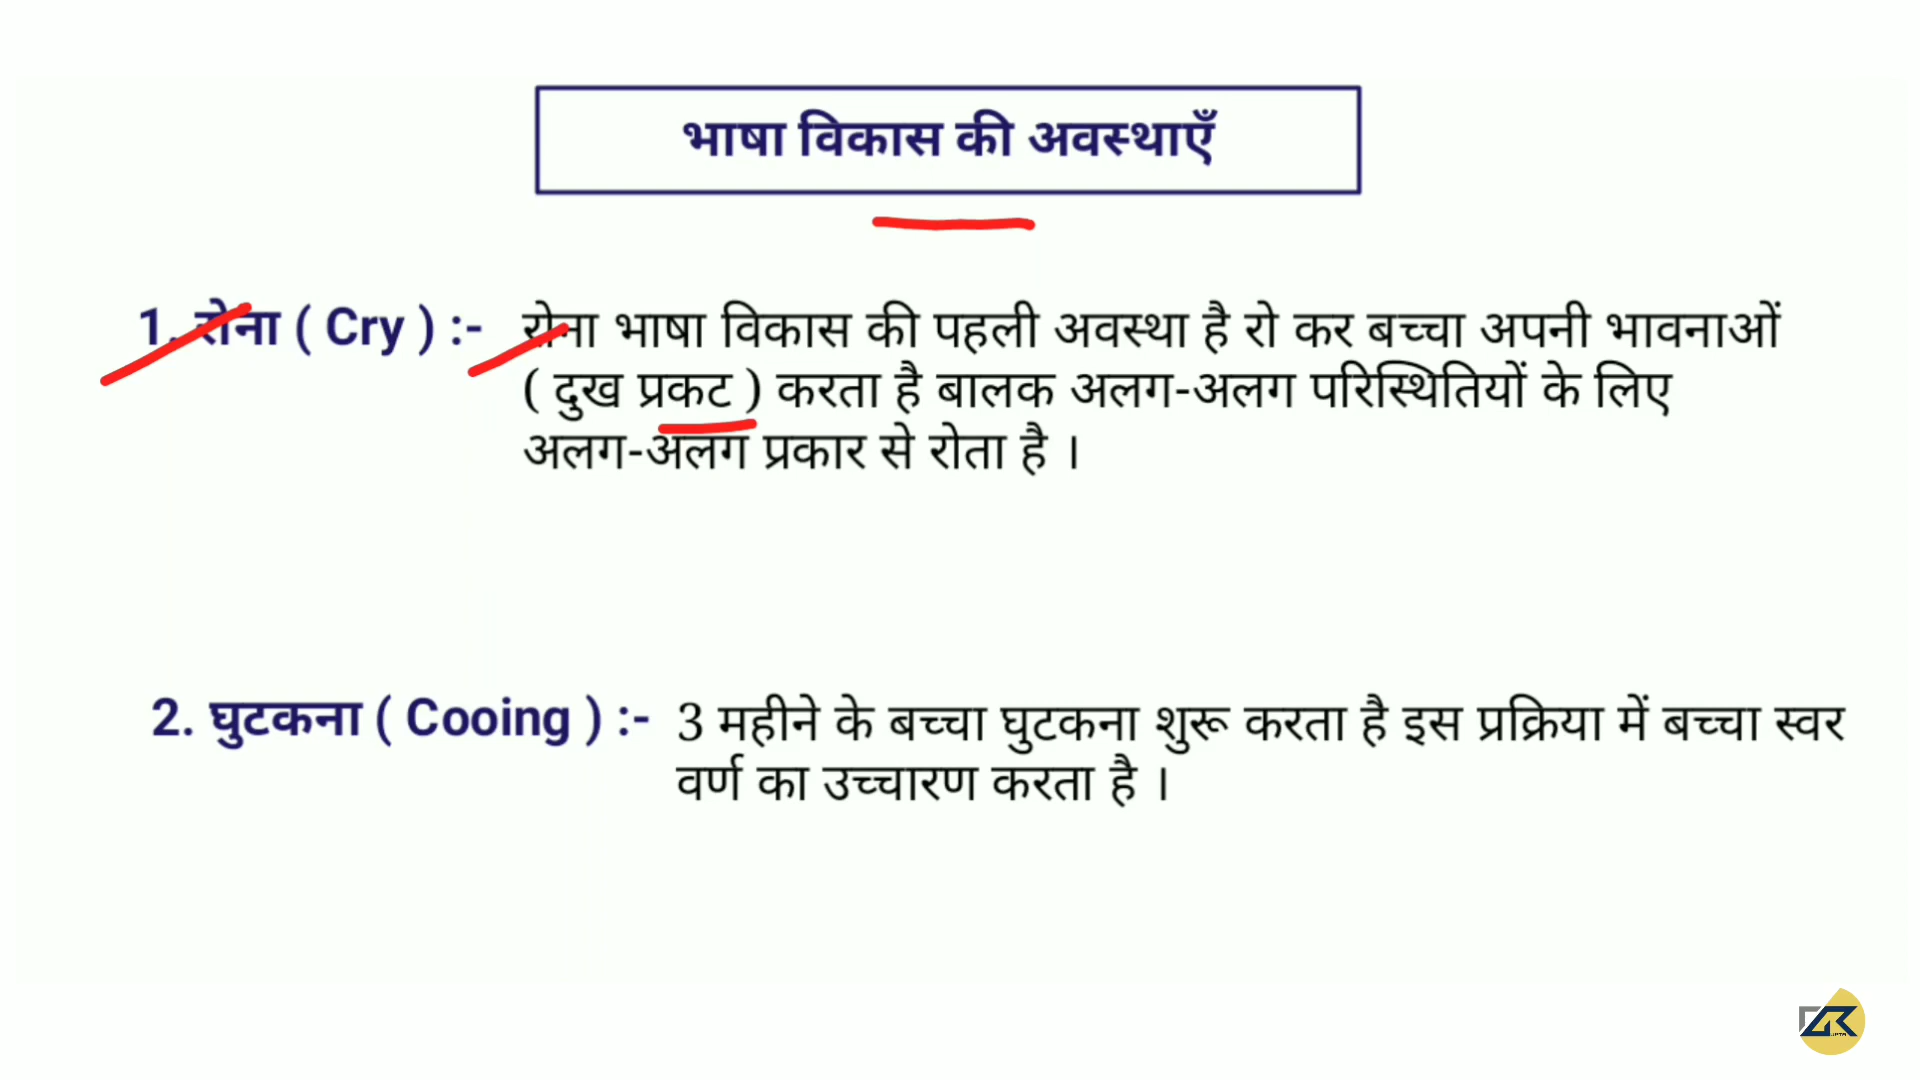 भाषा विकास की अवस्थाएँ
1. रोना ( Cry ) :- रोना भाषा विकास की पहली अवस्था है रो कर बच्चा अपनी भावनाओं
( दुख प्रकट ) करता है बालक अलग-अलग परिस्थितियों के लिए
अलग-अलग प्रकार से रोता है ।
2. घुटकना ( Cooing ) :- 3 महीने के बच्चा घुटकना शुरू करता है इस प्रक्रिया में बच्चा स्वर
वर्ण का उच्चारण करता है ।